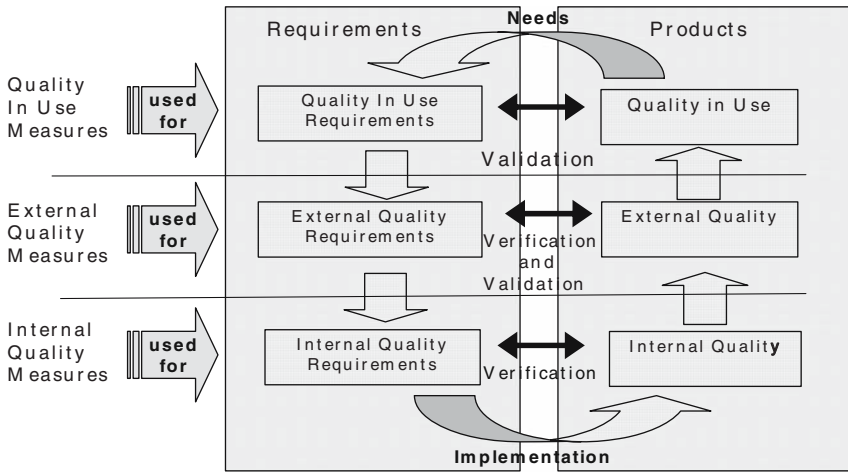 Needs
Requirements
Products
Quality
In Use
Measures
used
for
Quality In Use
Requirements
Quality in Use
Validation
External
Quality
Measures
used
for
External Quality
Requirements
External Quality
Verification
and
Validation
Internal
Quality
Measures
used
for
Internal Quality
Requirements
Internal Quality
Verification
Implementation